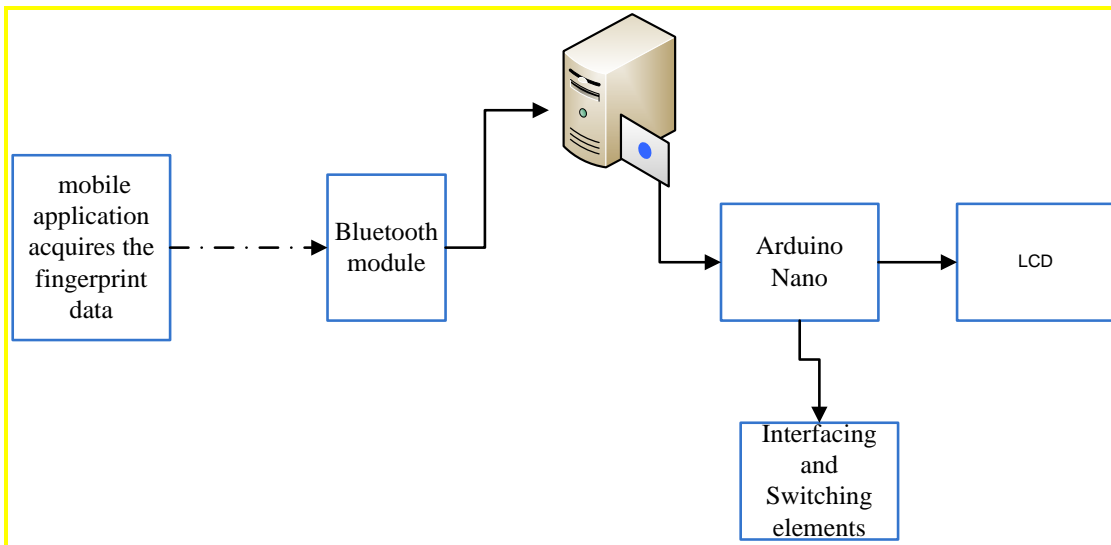 mobile
application
acquires the
fingerprint
data
Bluetooth
module
Arduino
Nano
LCD
Interfacing
and
Switching
elements